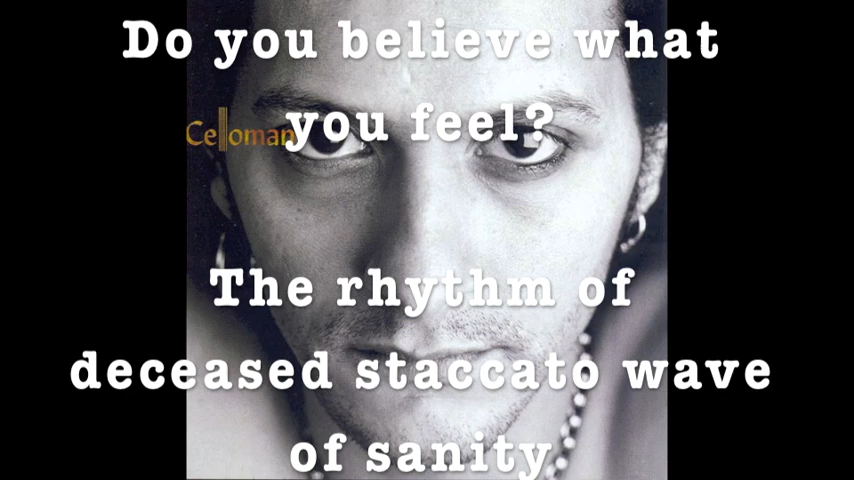 Do you believe what
Celloman
you feel?
The rhythm of
deceased staccato wave
of sanity